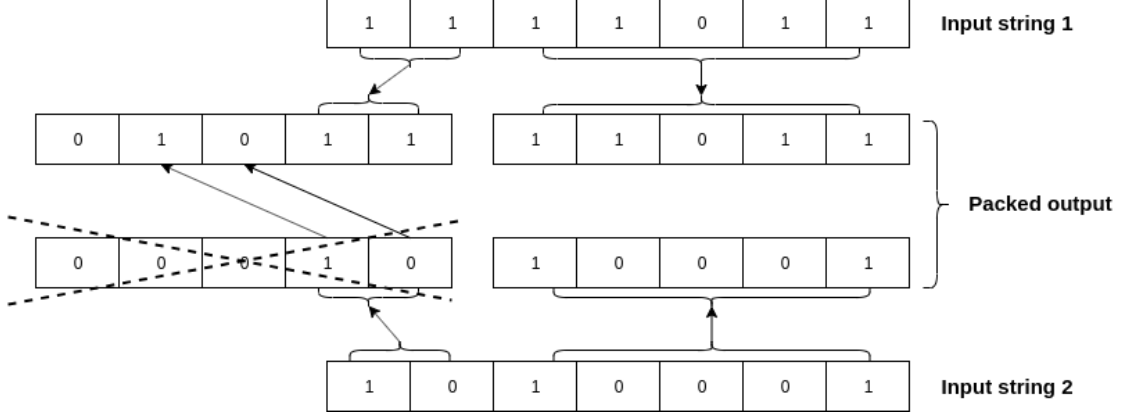 1 1 1 1 0 1 1 Input string 1
0 1 0 1 1 1 1 0 1 1
Packed output
0 0 0 1 0 1 0 0 0 1
1 0 1 0 0 0 1 Input string 2